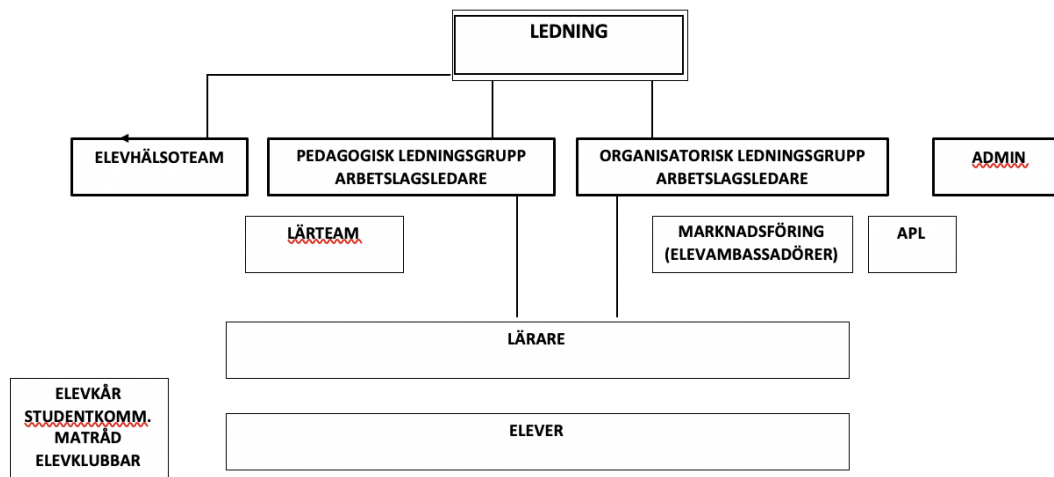 LEDNING
ELEVHÄLSOTEAM
PEDAGOGISK LEDNINGSGRUPP
ARBETSLAGSLEDARE
ORGANISATORISK LEDNINGSGRUPP
ARBETSLAGSLEDARE
ADMIN
LÄRTEAM
MARKNADSFÖRING
(ELEVAMBASSADÖRER)
APL
LÄRARE
ELEVKÅR
STUDENTKOMM.
MATRÅD
ELEVKLUBBAR
ELEVER